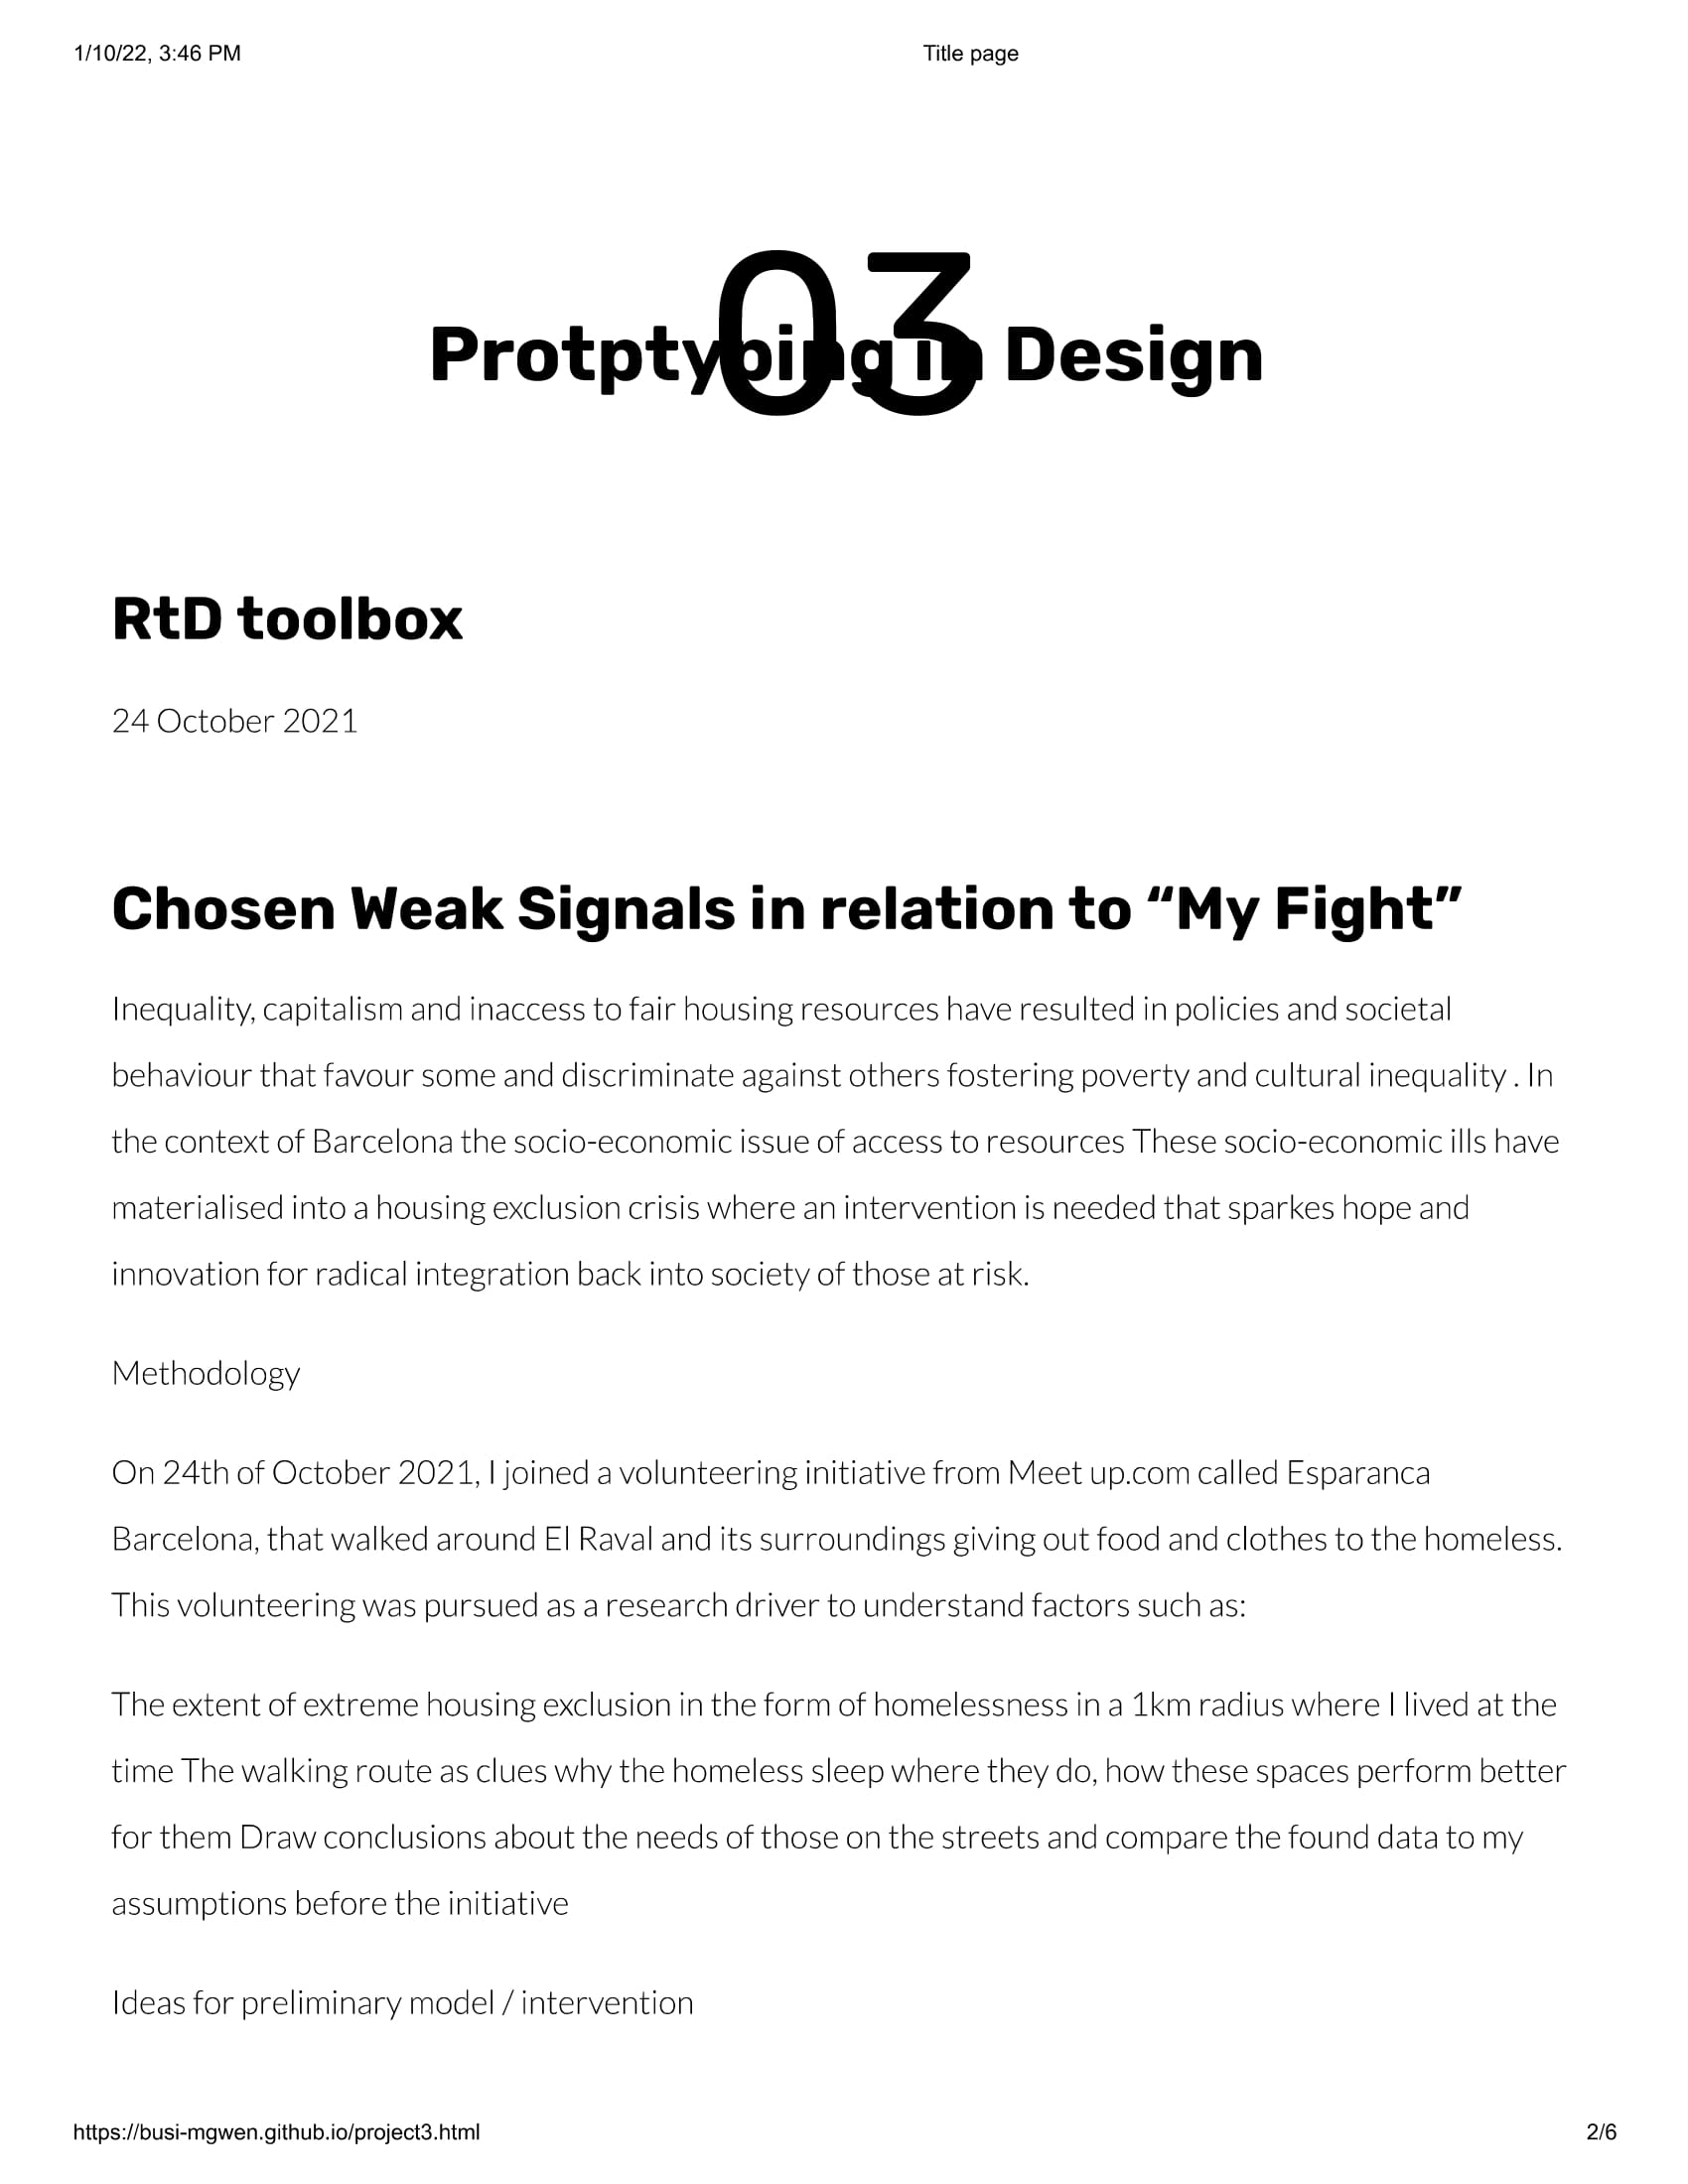 1/10/22, 3:46 PM
Title page
03
Protptyping in Design
RtD toolbox
24 October 2021
Chosen Weak Signals in relation to “My Fight”
Inequality, capitalism and inaccess to fair housing resources have resulted in policies and societal
behaviour that favour some and discriminate against others fostering poverty and cultural inequality . In
the context of Barcelona the socio-economic issue of access to resources These socio-economic ills have
materialised into a housing exclusion crisis where an intervention is needed that sparkes hope and
innovation for radical integration back into society of those at risk.
Methodology
On 24th of October 2021, I joined a volunteering initiative from Meet up.com called Esparanca
Barcelona, that walked around El Raval and its surroundings giving out food and clothes to the homeless.
This volunteering was pursued as a research driver to understand factors such as:
The extent of extreme housing exclusion in the form of homelessness in a 1km radius where I lived at the
time The walking route as clues why the homeless sleep where they do, how these spaces perform better
for them Draw conclusions about the needs of those on the streets and compare the found data to my
assumptions before the initiative
Ideas for preliminary model / intervention
https://busi-mgwen.github.io/project3.html
2/6